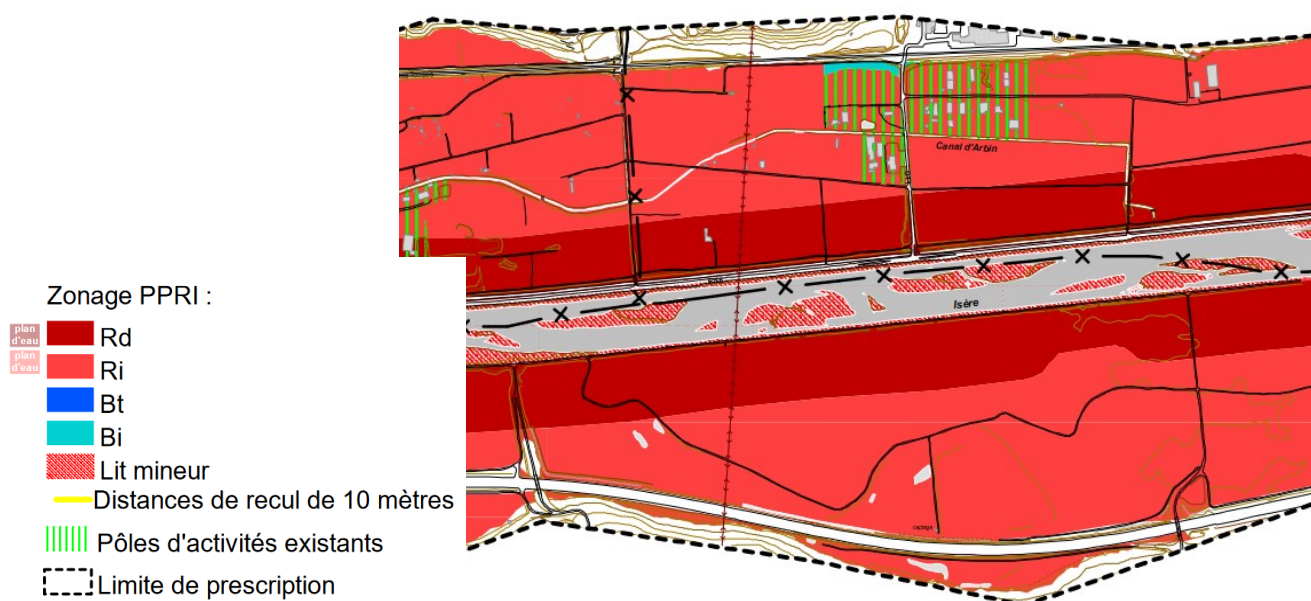 Canal d'Arbin
Isère
captage
Zonage PPRI :
plan
d'eau
Rd
plan
d'eau
Ri
Bt
Bi
Lit mineur
Distances de recul de 10 mètres
Pôles d'activités existants
Limite de prescription